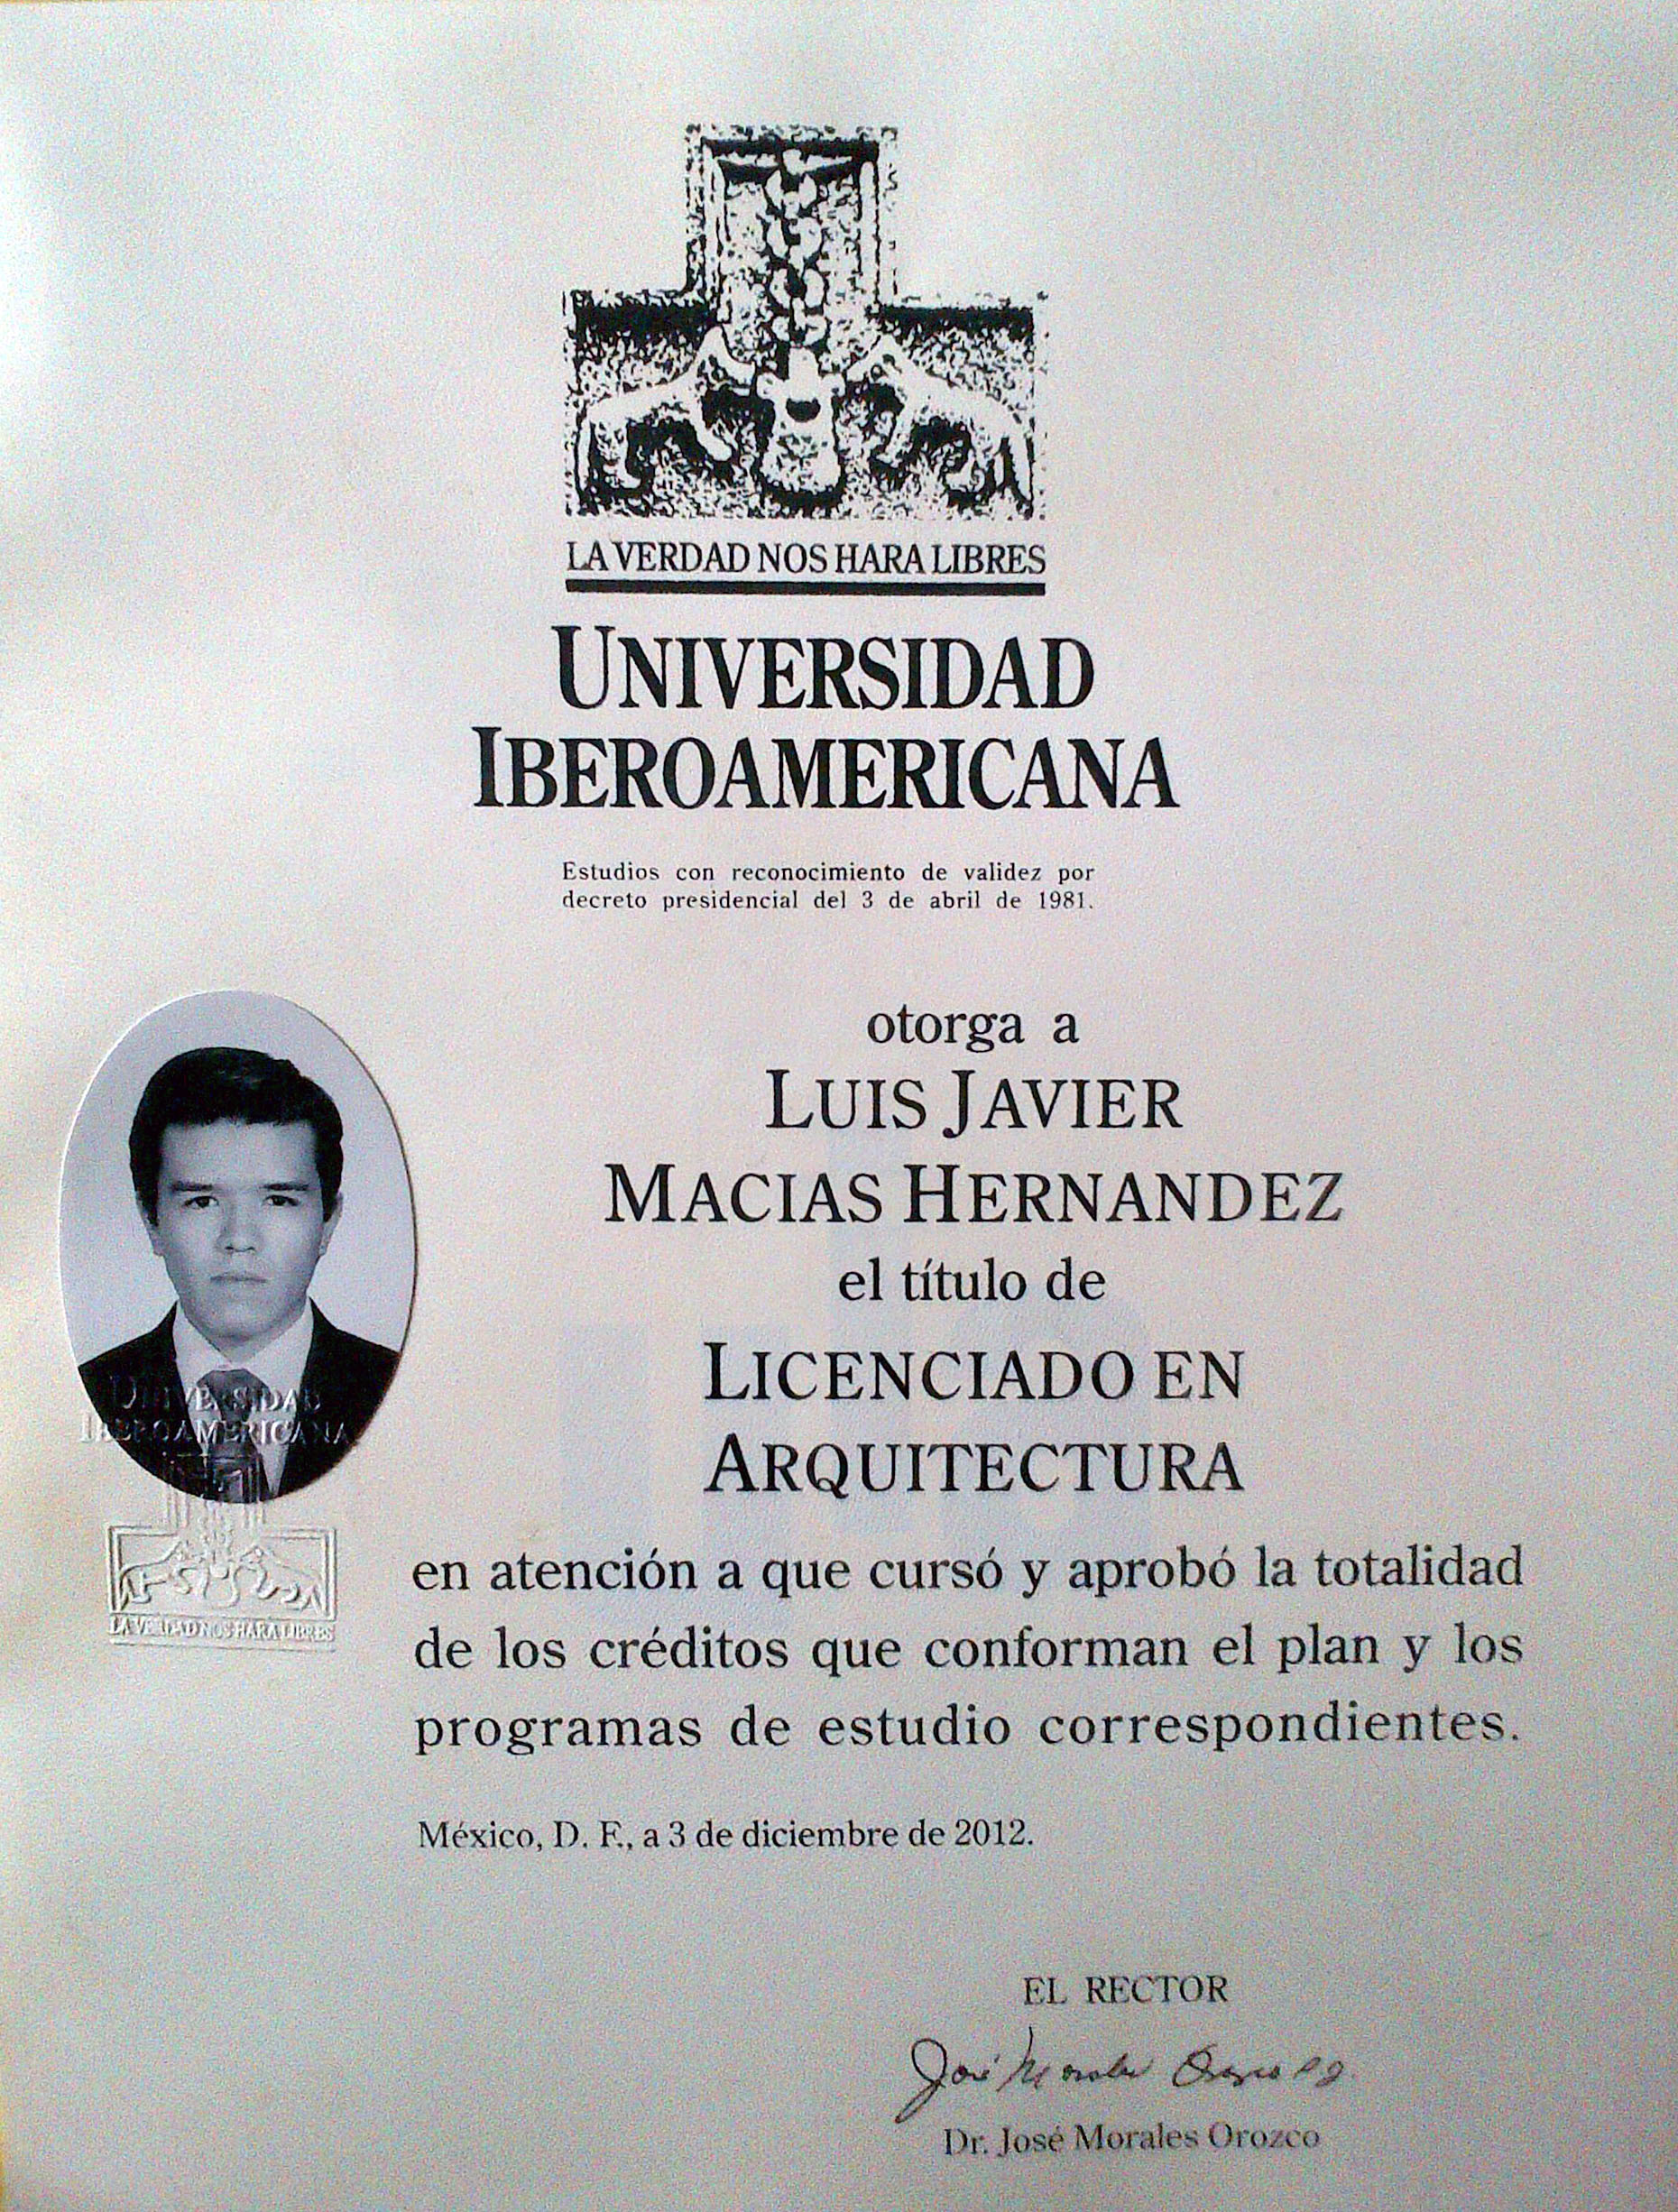 LA VERDAD NOS HARA LIBRES
UNIVERSIDAD
IBEROAMERICANA
Estudios con reconocimiento de validez por
decreto presidencial del 3 de abril de 1981.
otorga a
LUIS JAVIER
MACIAS HERNANDEZ
el título de
LICENCIADO EN
ARQUITECTURA
UNIVERSIDAD
IBEROAMERICANA
LA VERDAD NOS HARA LIBRES
en atención a que cursó y aprobó la totalidad
de los créditos que conforman el plan y los
programas de estudio correspondientes.
México, D. F., a 3 de diciembre de 2012.
EL RECTOR
José Morales Orozco s.j.
Dr. José Morales Orozco